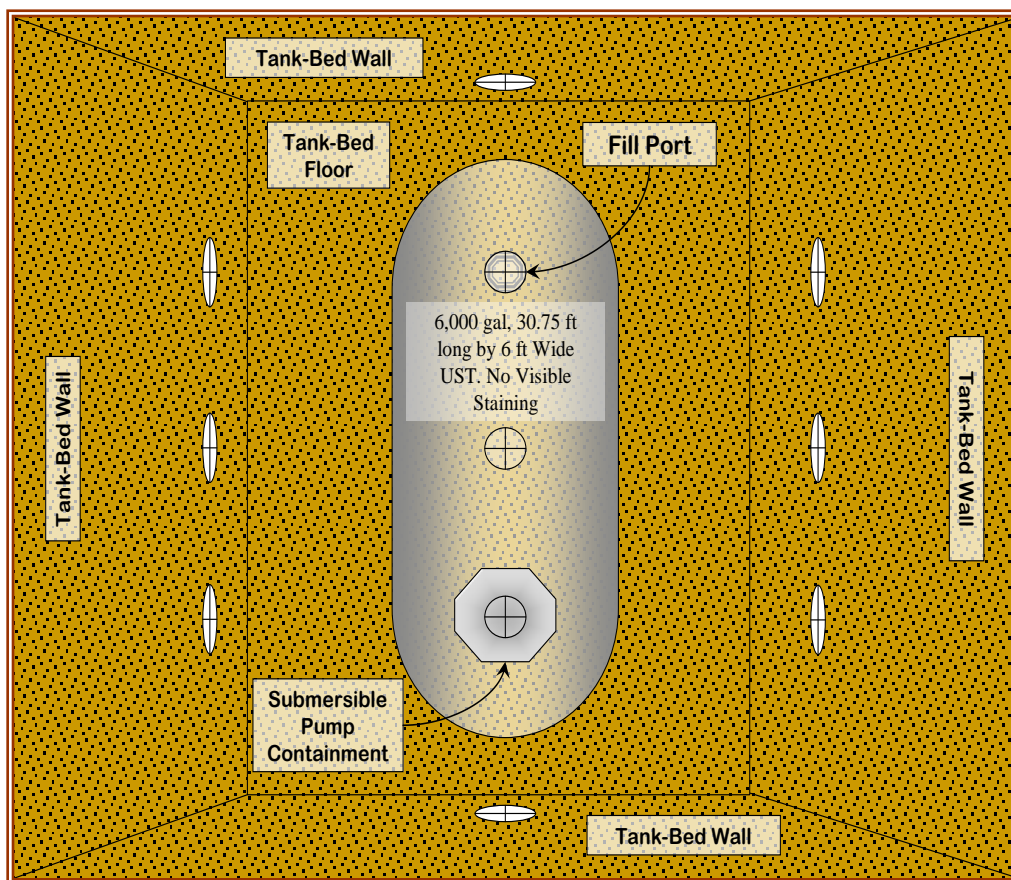 Tank-Bed Wall
Tank-Bed
Floor
Fill Port
6,000 gal, 30.75 ft
long by 6 ft Wide
UST. No Visible
Staining
Tank-Bed Wall
Tank-Bed Wall
Submersible
Pump
Containment
Tank-Bed Wall